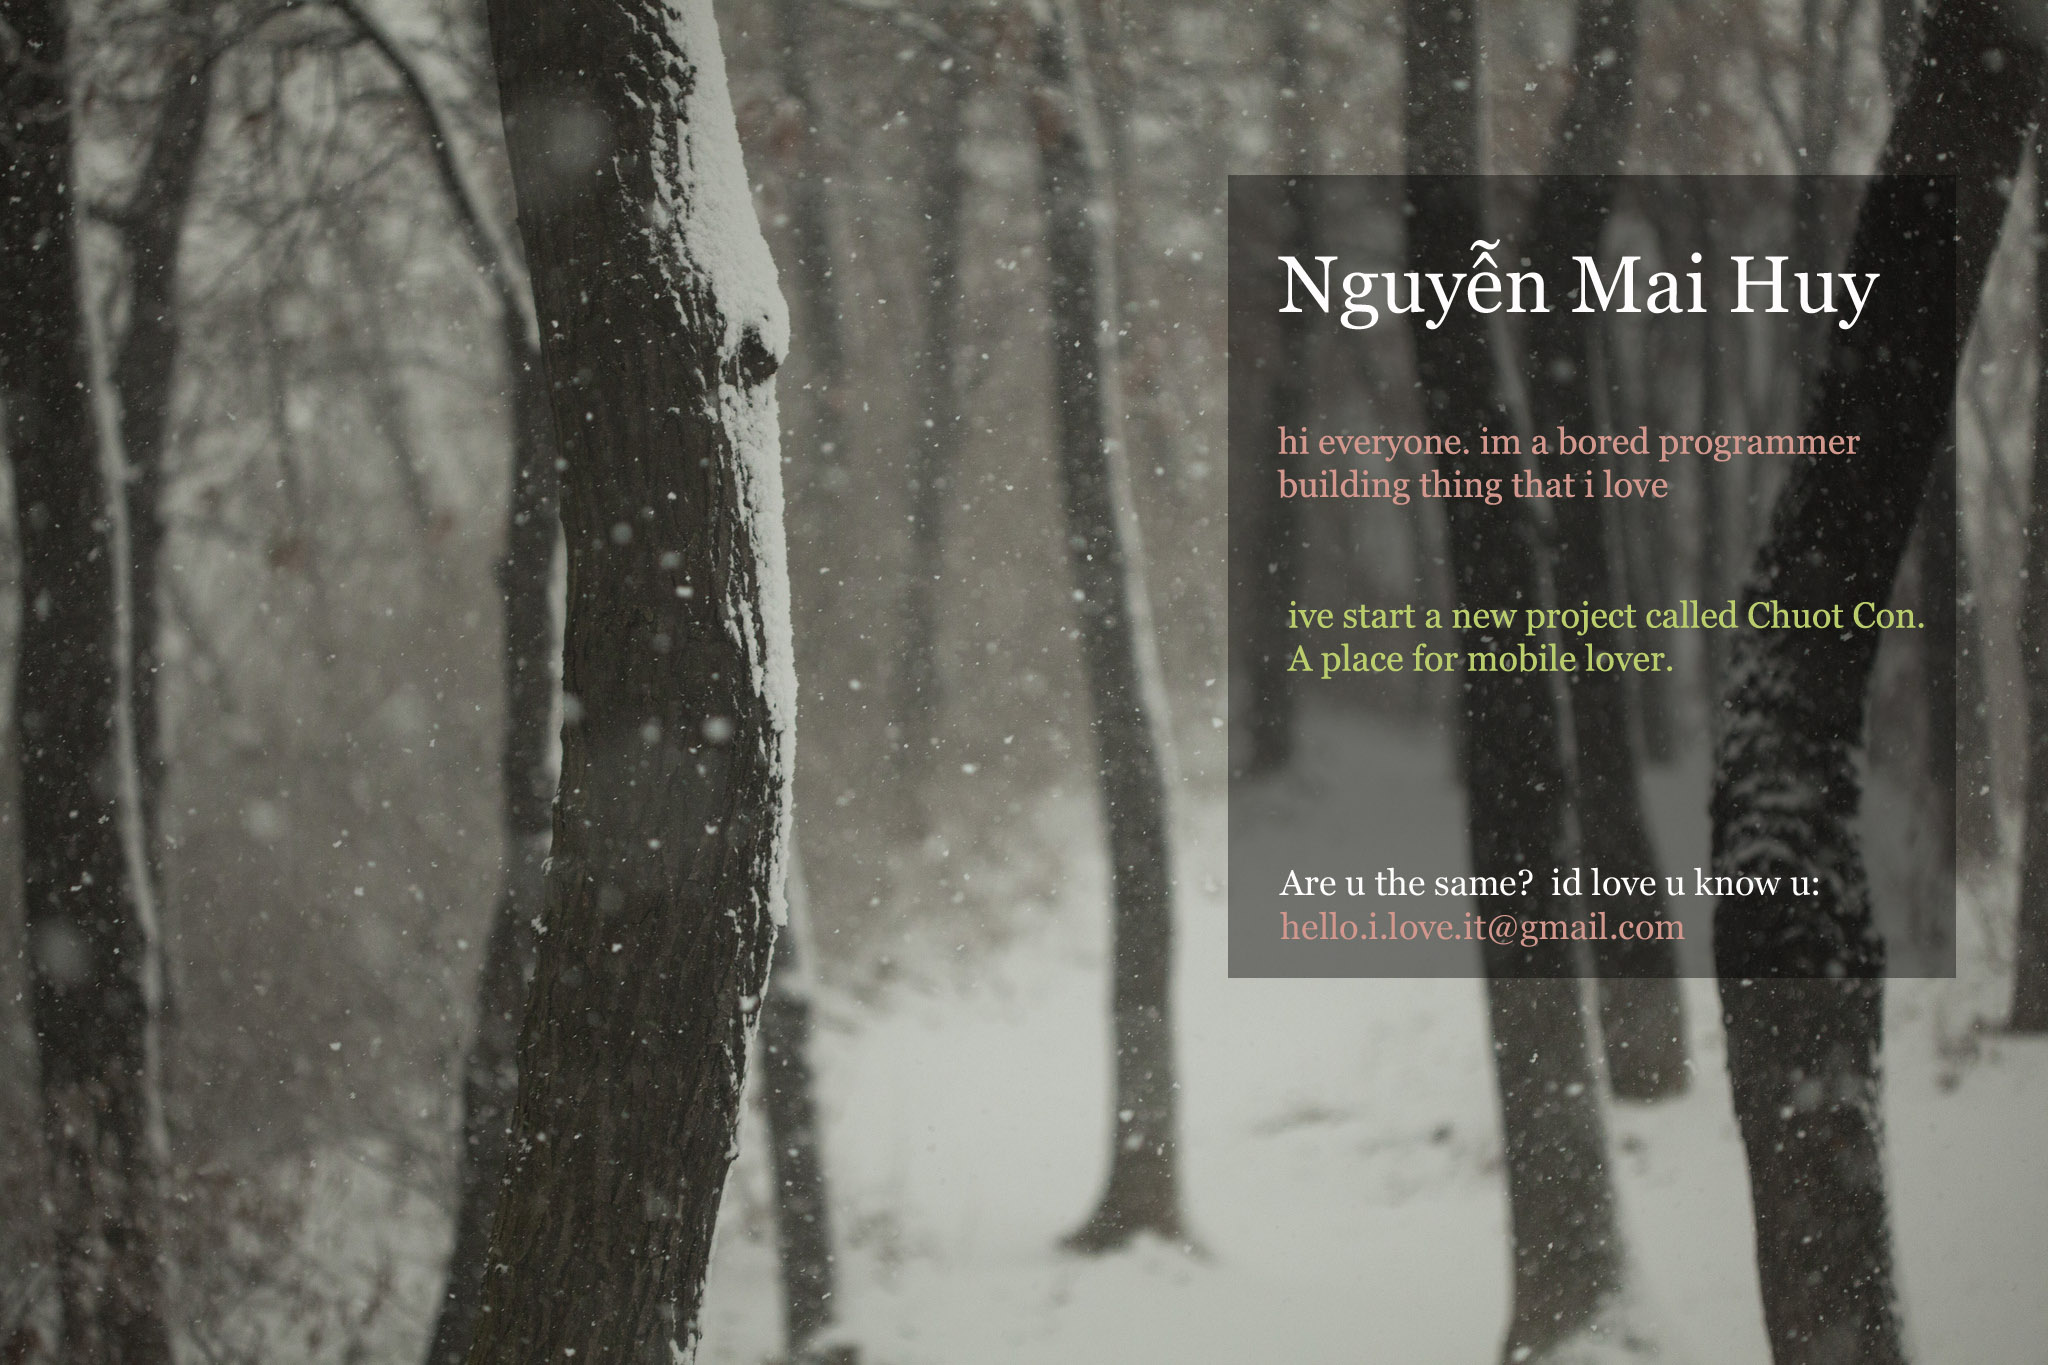 Nguyễn Mai Huy
hi everyone. im a bored programmer
building thing that i love
ive start a new project called Chuot Con.
A place for mobile lover.
Are u the same?  id love u know u:
hello.i.love.it@gmail.com